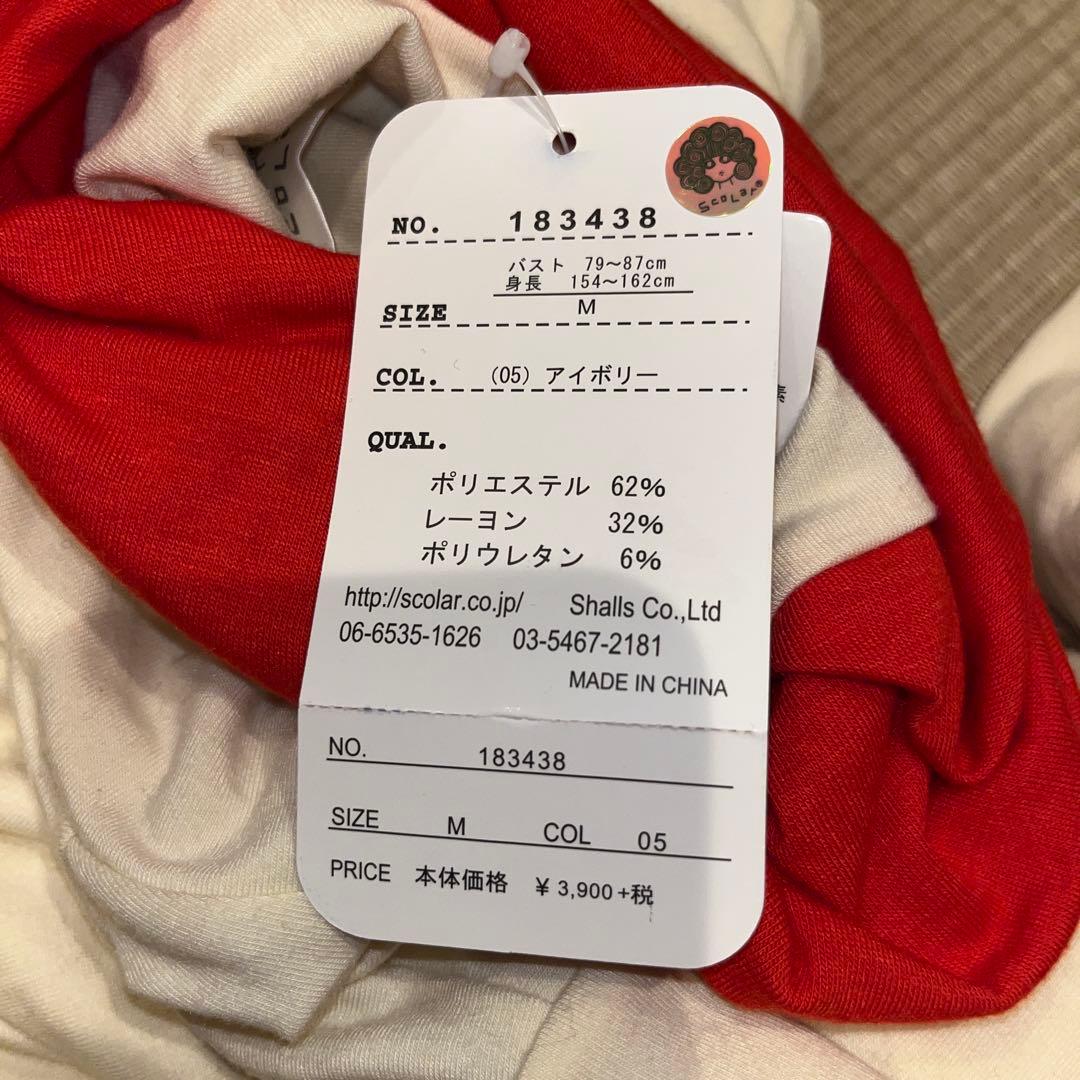 ScoLar
NO. 183438
バスト 79~87cm
身長 154~162cm
SIZE M
COL. (05) アイボリー
QUAL.
ポリエステル 62%
レーヨン 32%
ポリウレタン 6%
http://scolar.co.jp/ Shalls Co.,Ltd
06-6535-1626 03-5467-2181
MADE IN CHINA
NO. 183438
SIZE M COL 05
PRICE 本体価格 ¥ 3,900 +税